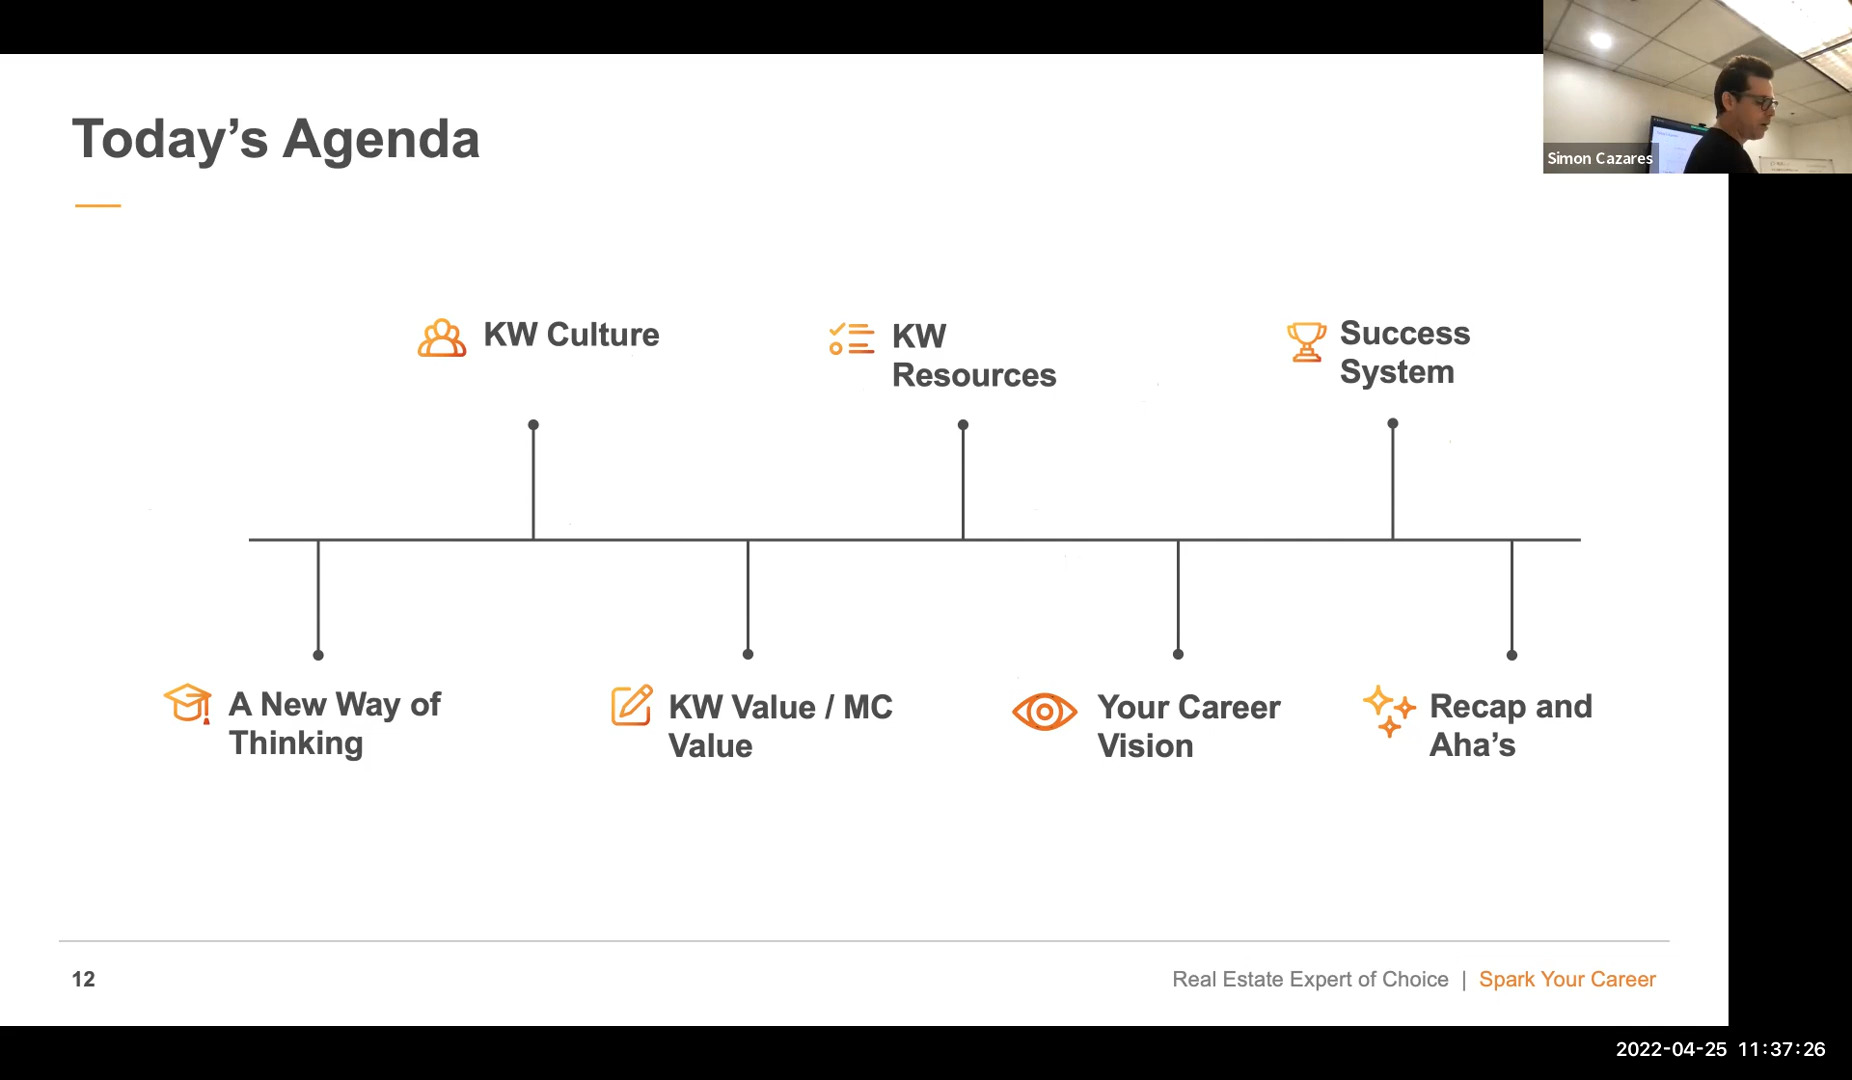 Today’s Agenda
Simon Cazares
KW Culture
KW
Resources
Success
System
A New Way of
Thinking
KW Value / MC
Value
Your Career
Vision
Recap and
Aha’s
12
Real Estate Expert of Choice | Spark Your Career
2022-04-25 11:37:26